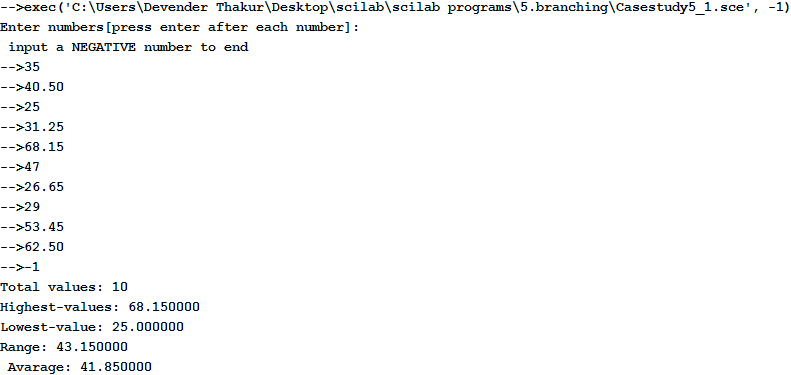 -->exec('C:\Users\Devender Thakur\Desktop\scilab\scilab programs\5.branching\Casestudy5_1.sce', -1)
Enter numbers[press enter after each number]:
 input a NEGATIVE number to end
-->35
-->40.50
-->25
-->31.25
-->68.15
-->47
-->26.65
-->29
-->53.45
-->62.50
-->-1
Total values: 10
Highest-values: 68.150000
Lowest-value: 25.000000
Range: 43.150000
 Avarage: 41.850000